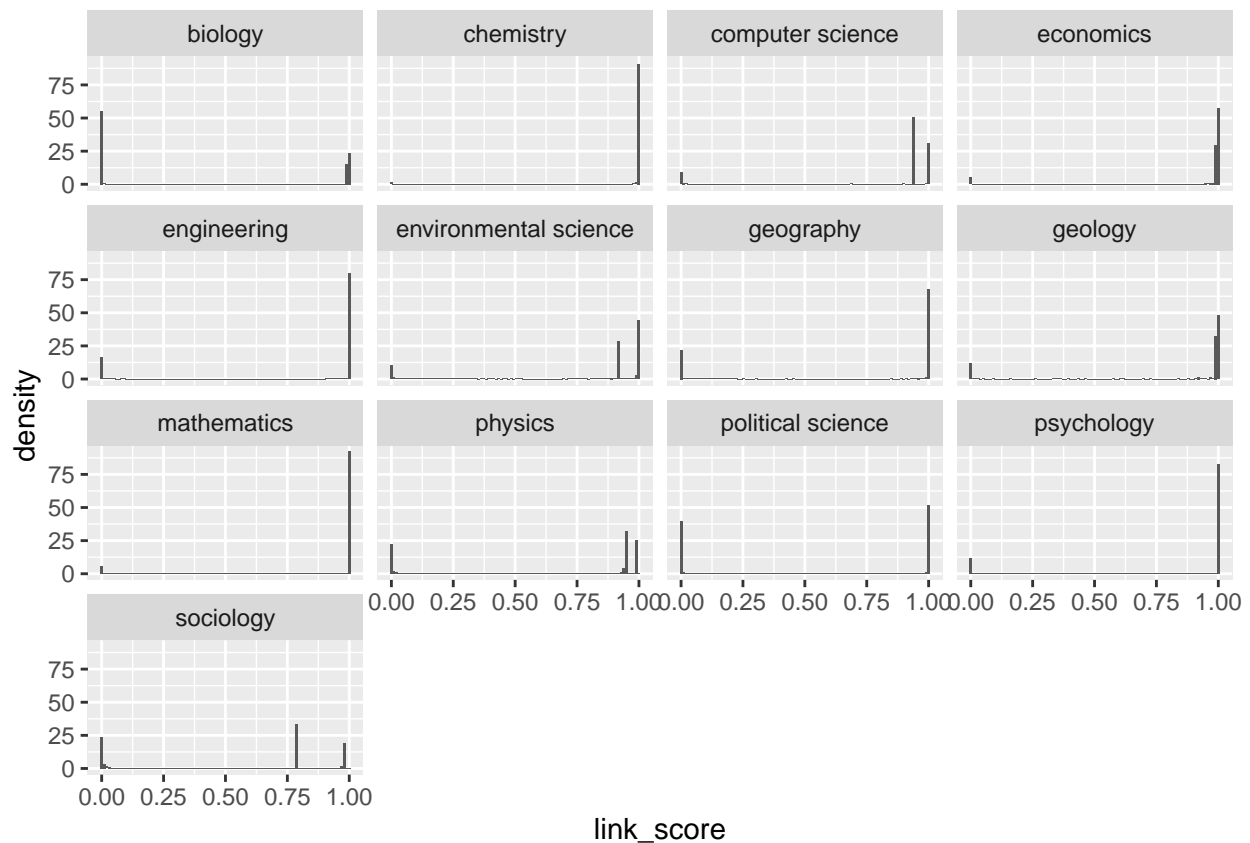 biology chemistry computer science economics
75
50
25
0
engineering environmental science geography geology
75
50
25
0
mathematics physics political science psychology
75
50
25
0
0.00 0.25 0.50 0.75 1.00 0.00 0.25 0.50 0.75 1.00 0.00 0.25 0.50 0.75 1.00
sociology
75
50
25
0
0.00 0.25 0.50 0.75 1.00
link_score
density